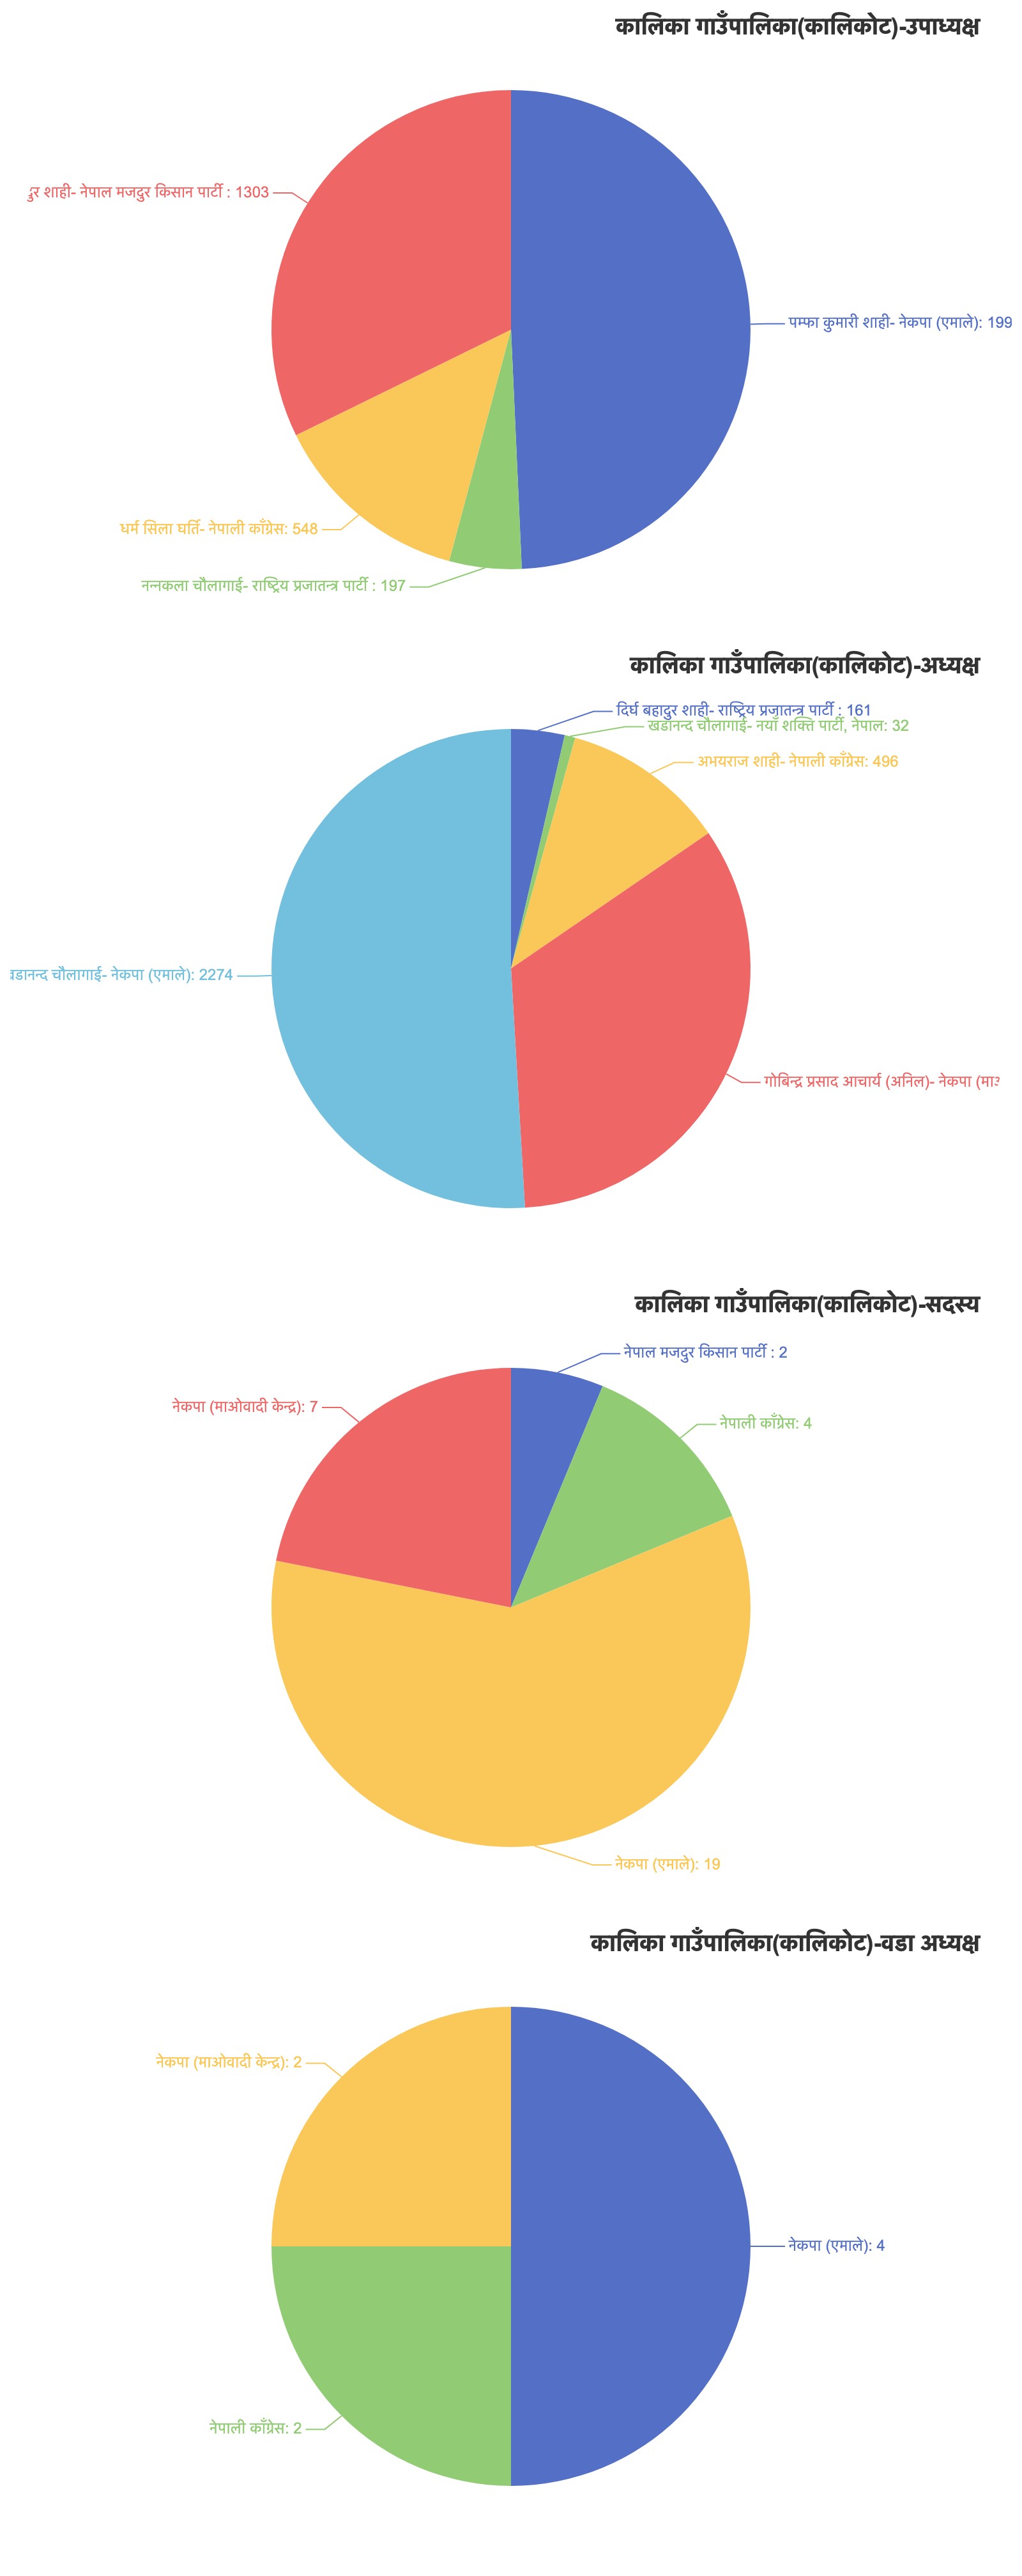 कालिका गाउँपालिका(कालिकोट)-उपाध्यक्ष
शाही- नेपाल मजदुर किसान पार्टी : 1303
पम्फा कुमारी शाही- नेकपा (एमाले): 199
धर्म सिला घर्ति- नेपाली काँग्रेस: 548
नन्नकला चौलागाई- राष्ट्रिय प्रजातन्त्र पार्टी : 197
कालिका गाउँपालिका(कालिकोट)-अध्यक्ष
दिर्घ बहादुर शाही- राष्ट्रिय प्रजातन्त्र पार्टी : 161
खडानन्द चौलागाई- नयाँ शक्ति पार्टी, नेपाल: 32
अभयराज शाही- नेपाली काँग्रेस: 496
चौलागाई- नेकपा (एमाले): 2274
गोबिन्द्र प्रसाद आचार्य (अनिल)- नेकपा
कालिका गाउँपालिका(कालिकोट)-सदस्य
नेपाल मजदुर किसान पार्टी : 2
नेकपा (माओवादी केन्द्र): 7
नेपाली काँग्रेस: 4
नेकपा (एमाले): 19
कालिका गाउँपालिका(कालिकोट)-वडा अध्यक्ष
नेकपा (माओवादी केन्द्र): 2
नेकपा (एमाले): 4
नेपाली काँग्रेस: 2